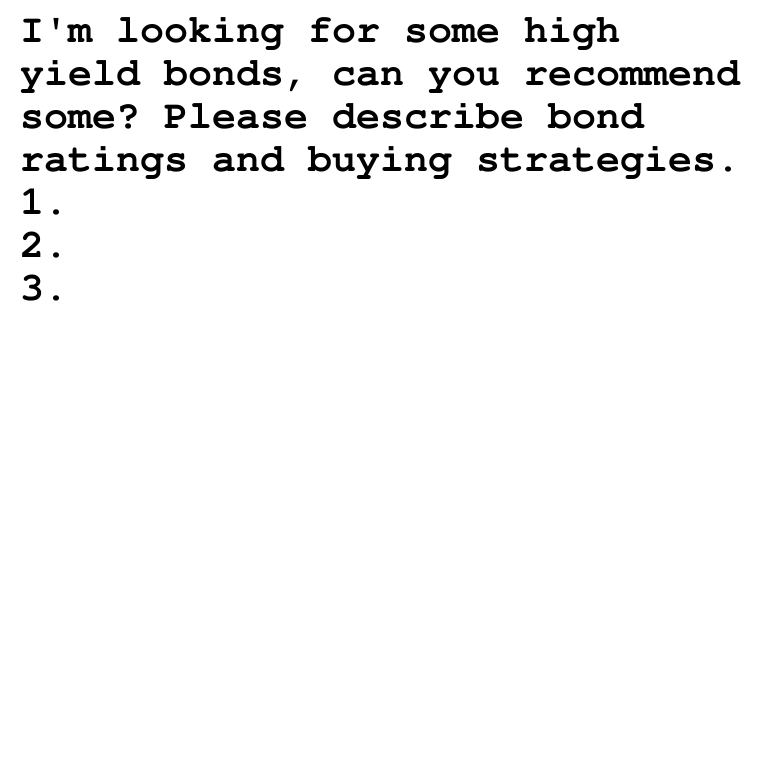 I'm looking for some high
yield bonds, can you recommend
some? Please describe bond
ratings and buying strategies.
1.
2.
3.